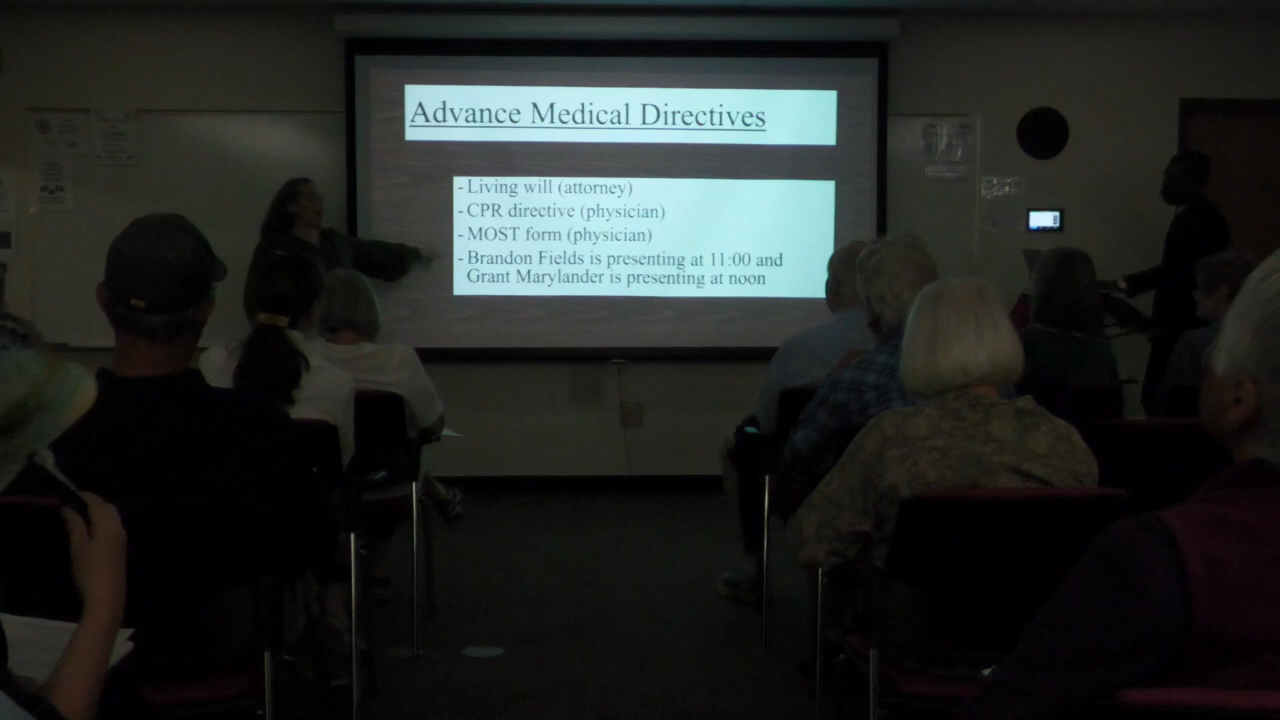 Advance Medical Directives
- Living will (attorney)
- CPR directive (physician)
- MOST form (physician)
- Brandon Fields is presenting at 11:00 and
Grant Marylander is presenting at noon